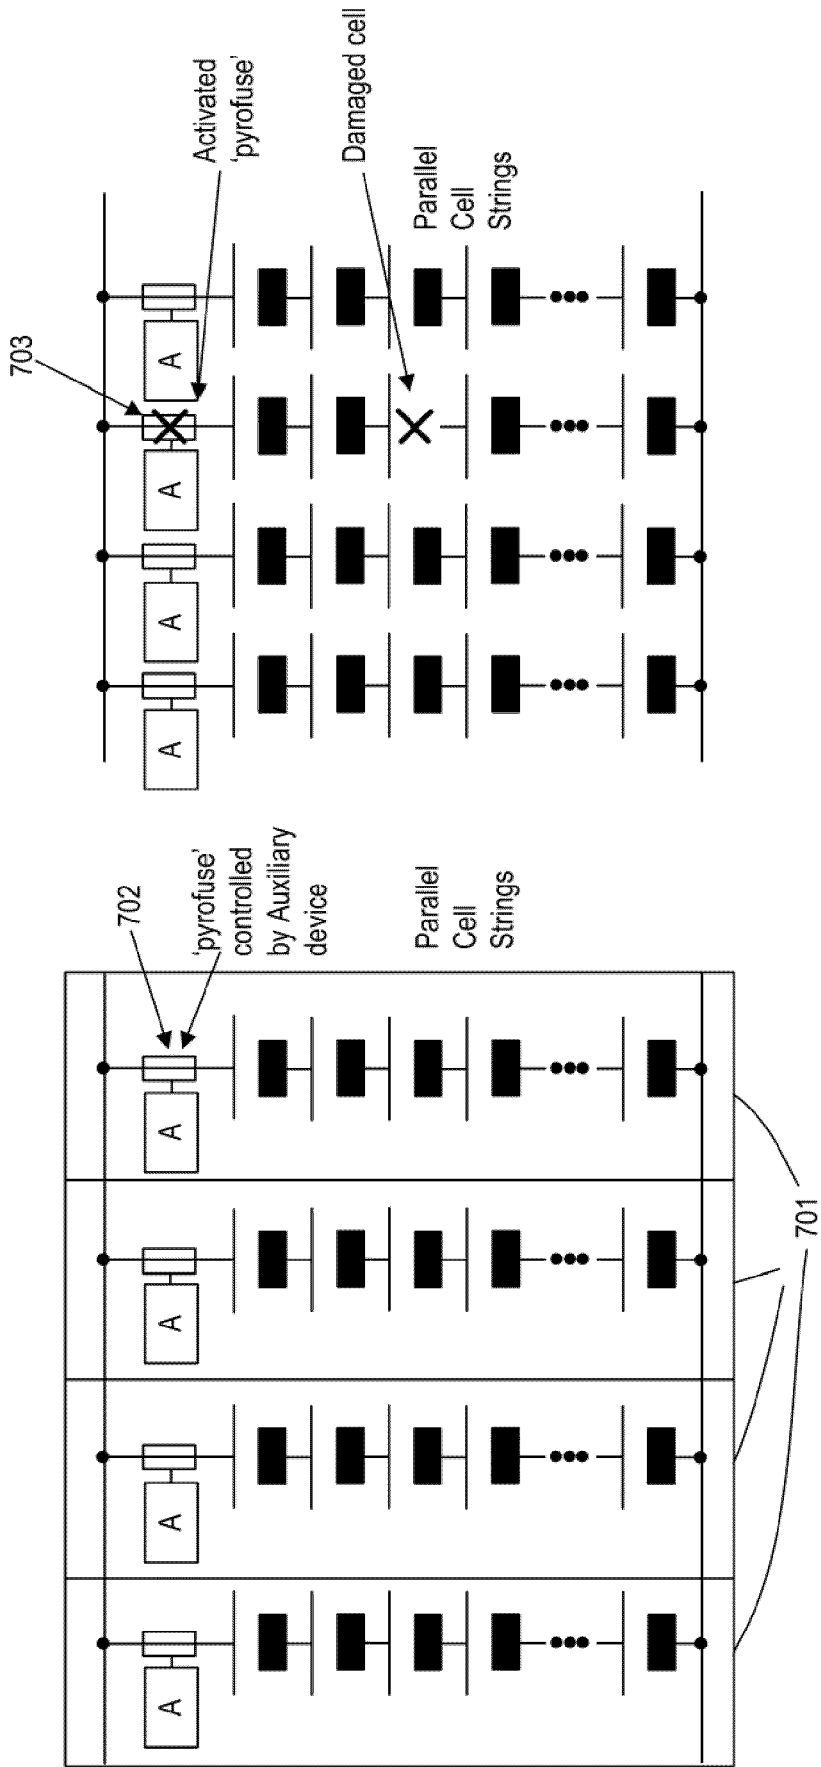 702
'pyrofuse'
controlled
by Auxiliary
device
Parallel
Cell
Strings
A
A
A
A
701
703
Activated
'pyrofuse'
Damaged cell
Parallel
Cell
Strings
A
A
A
A